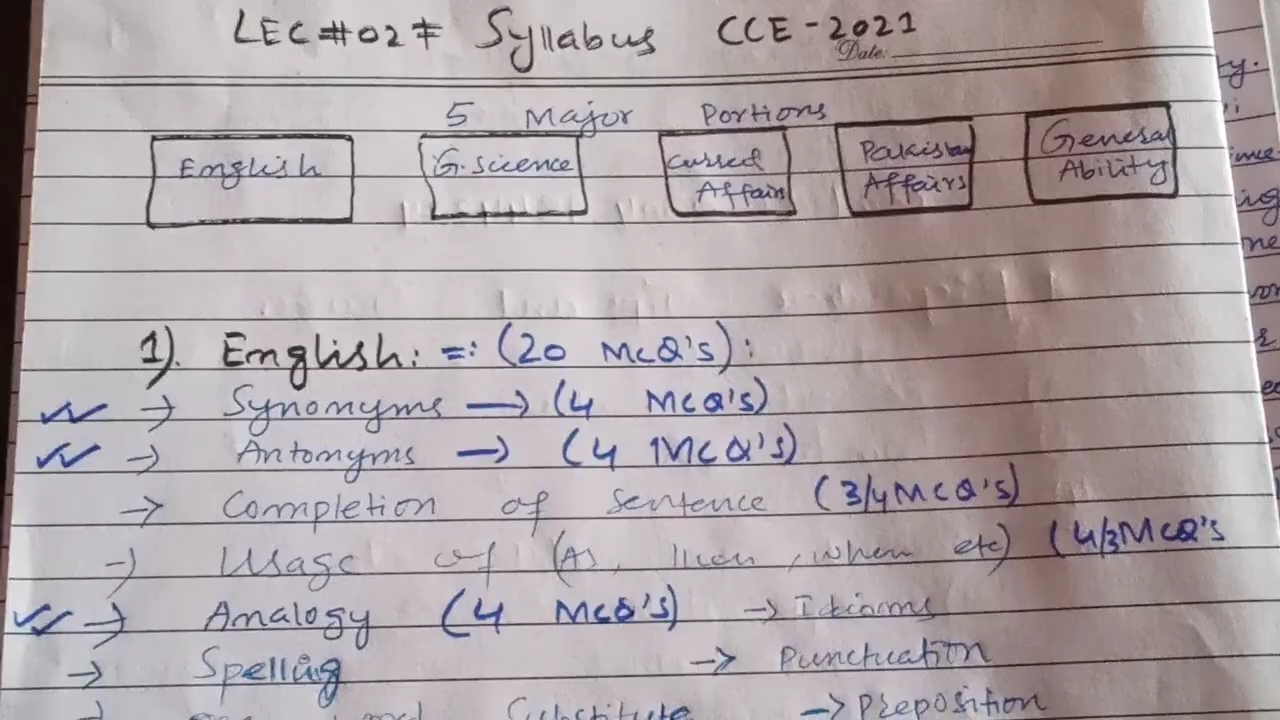 LEC#02 Syllabus CCE-2021
Date:
5 Major Portions
English
G.science
Affairs
Pakistan Affairs
General Ability
1). English: =: (20 MCQ's):
→ Synonyms → (4 MCQ's)
→ Antonyms → (4 MCQ's)
→ Completion of Sentence (3/4 MCQ's)
→ Usage of (As, when etc) (4/3 MCQ's
→ Analogy (4 MCQ's) → Idioms
→ Spelling → Punctuation
→ Substitute → Preposition